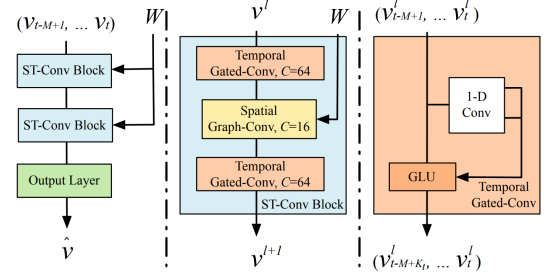 (v_{t-M+1}, ... v_t)
W
ST-Conv Block
ST-Conv Block
Output Layer
v̂
v^l
W
Temporal
Gated-Conv, C=64
Spatial
Graph-Conv, C=16
Temporal
Gated-Conv, C=64
ST-Conv Block
v^{l+1}
(v^l_{t-M+1}, ... v^l_t)
1-D
Conv
GLU
Temporal
Gated-Conv
(v^l_{t-M+K_t}, ... v^l_t)